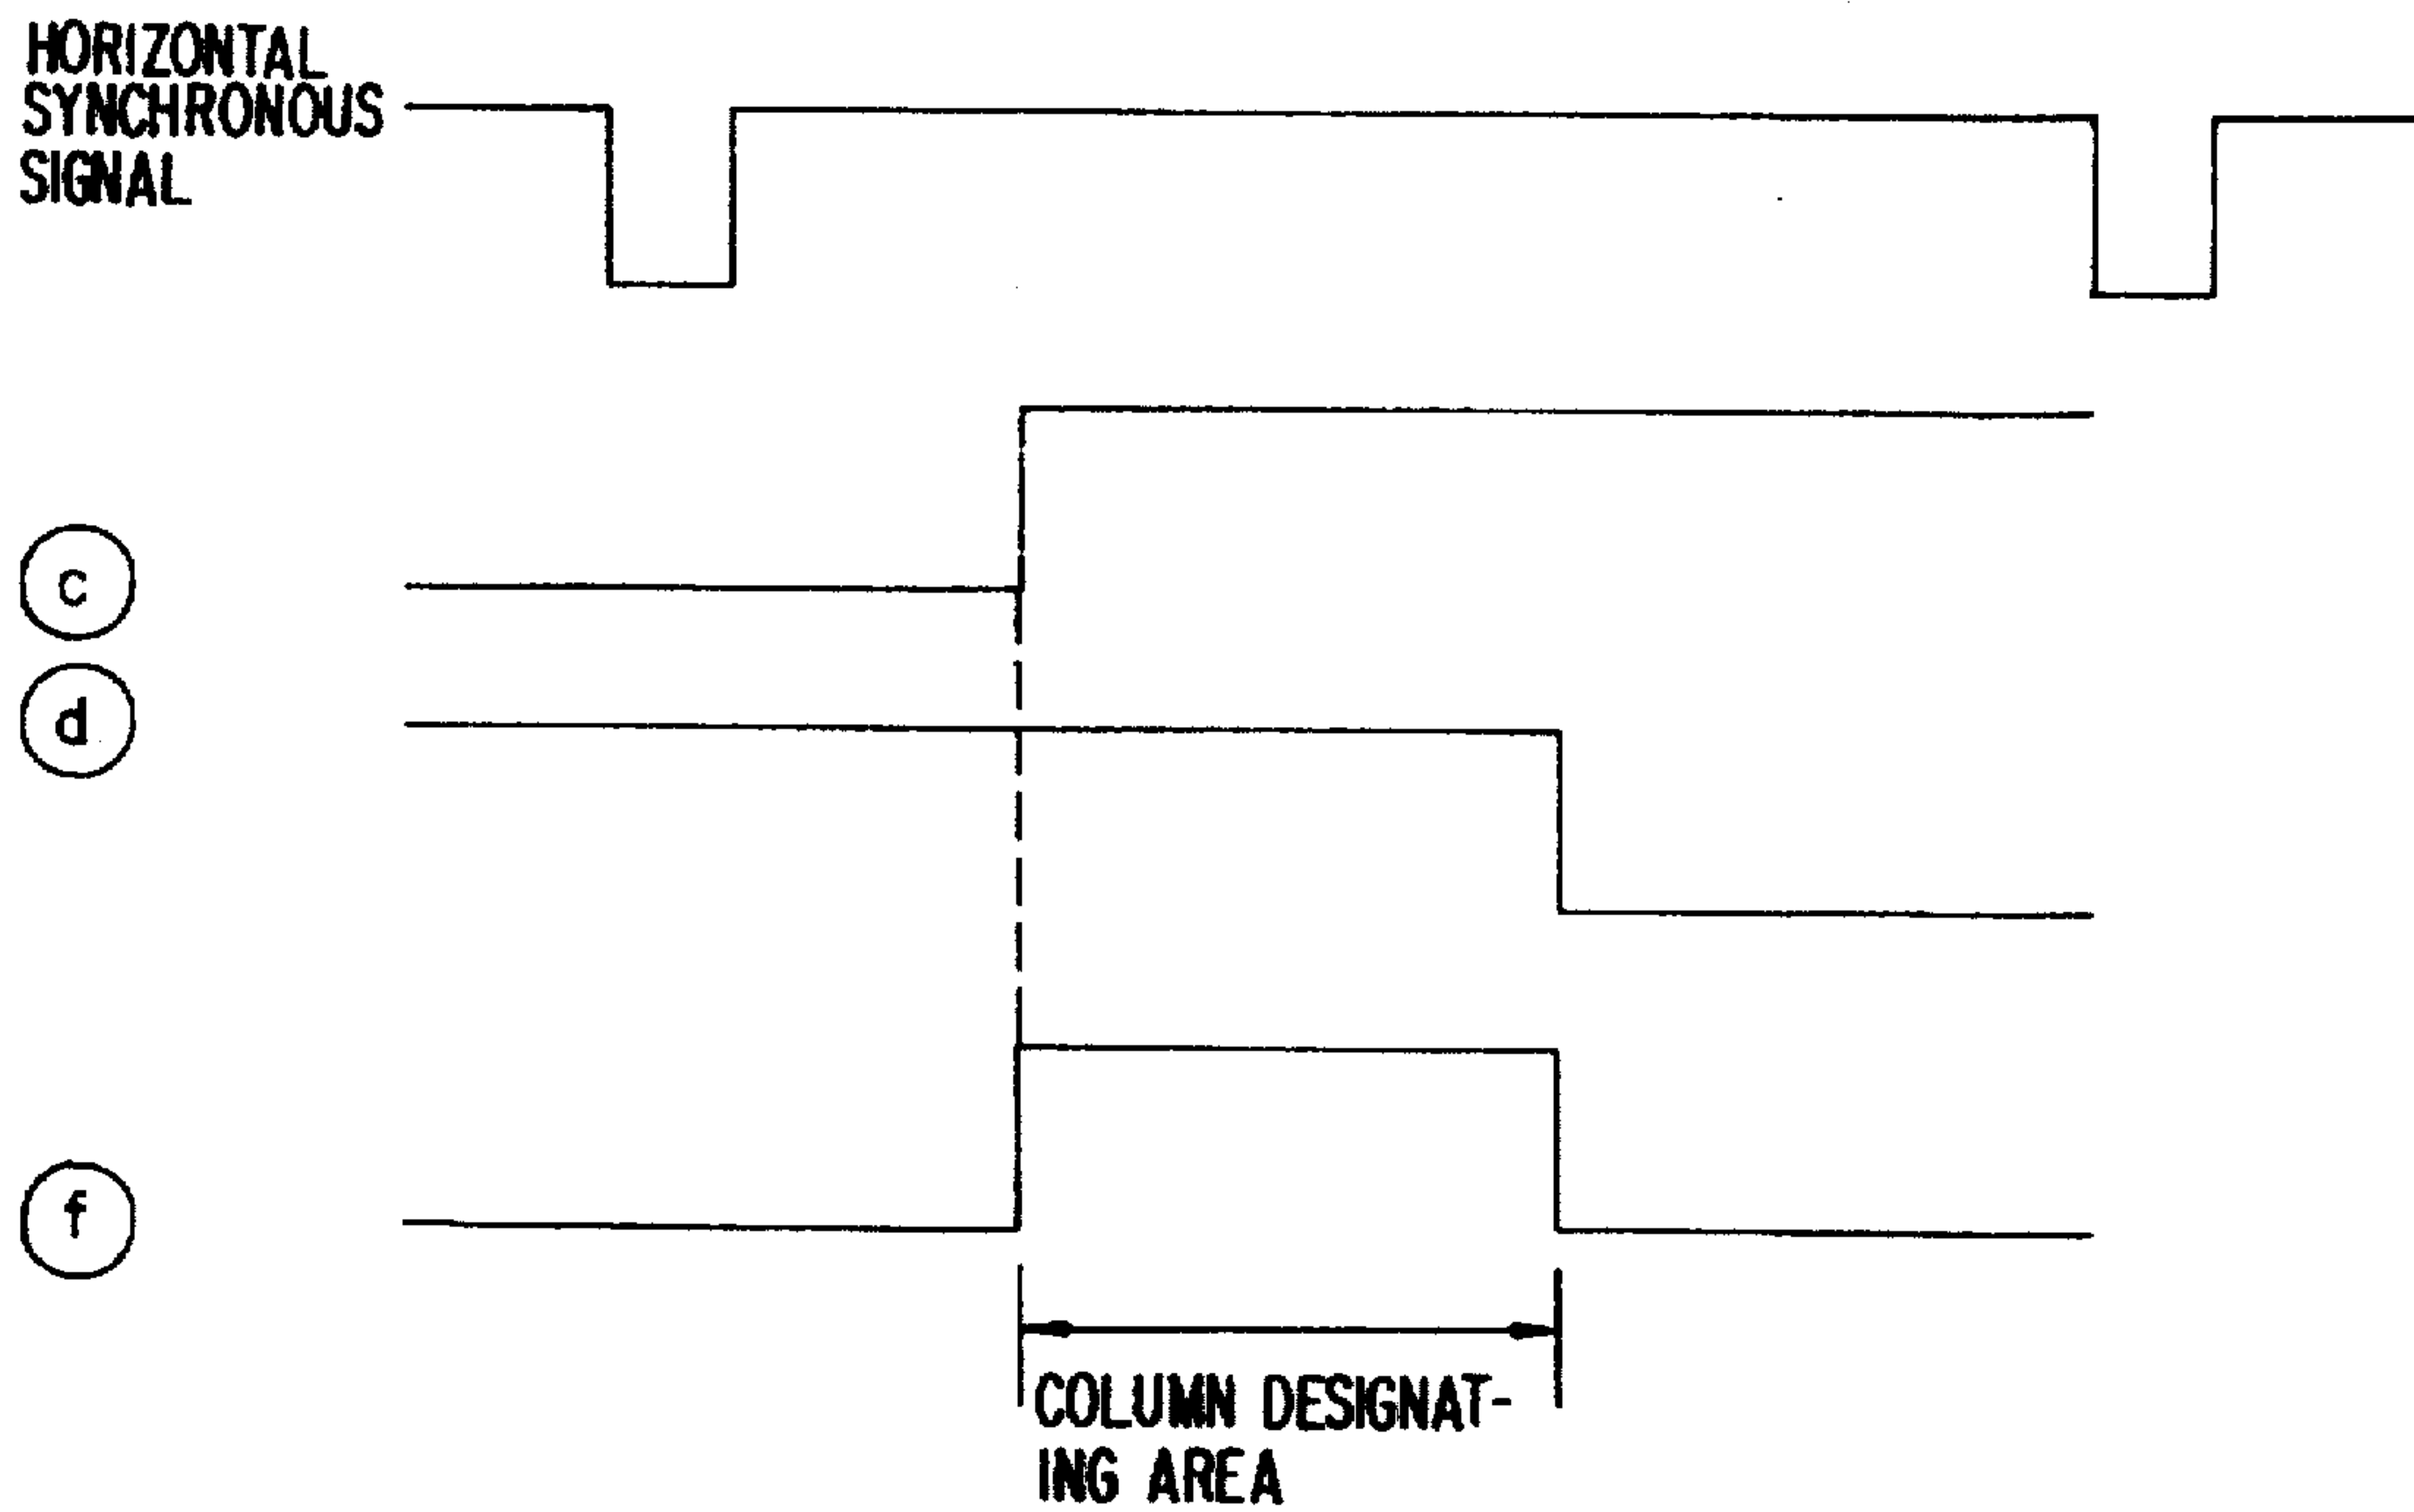 HORIZONTAL
SYNCHRONOUS
SIGNAL
c
d
f
COLUMN DESIGNAT-
ING AREA